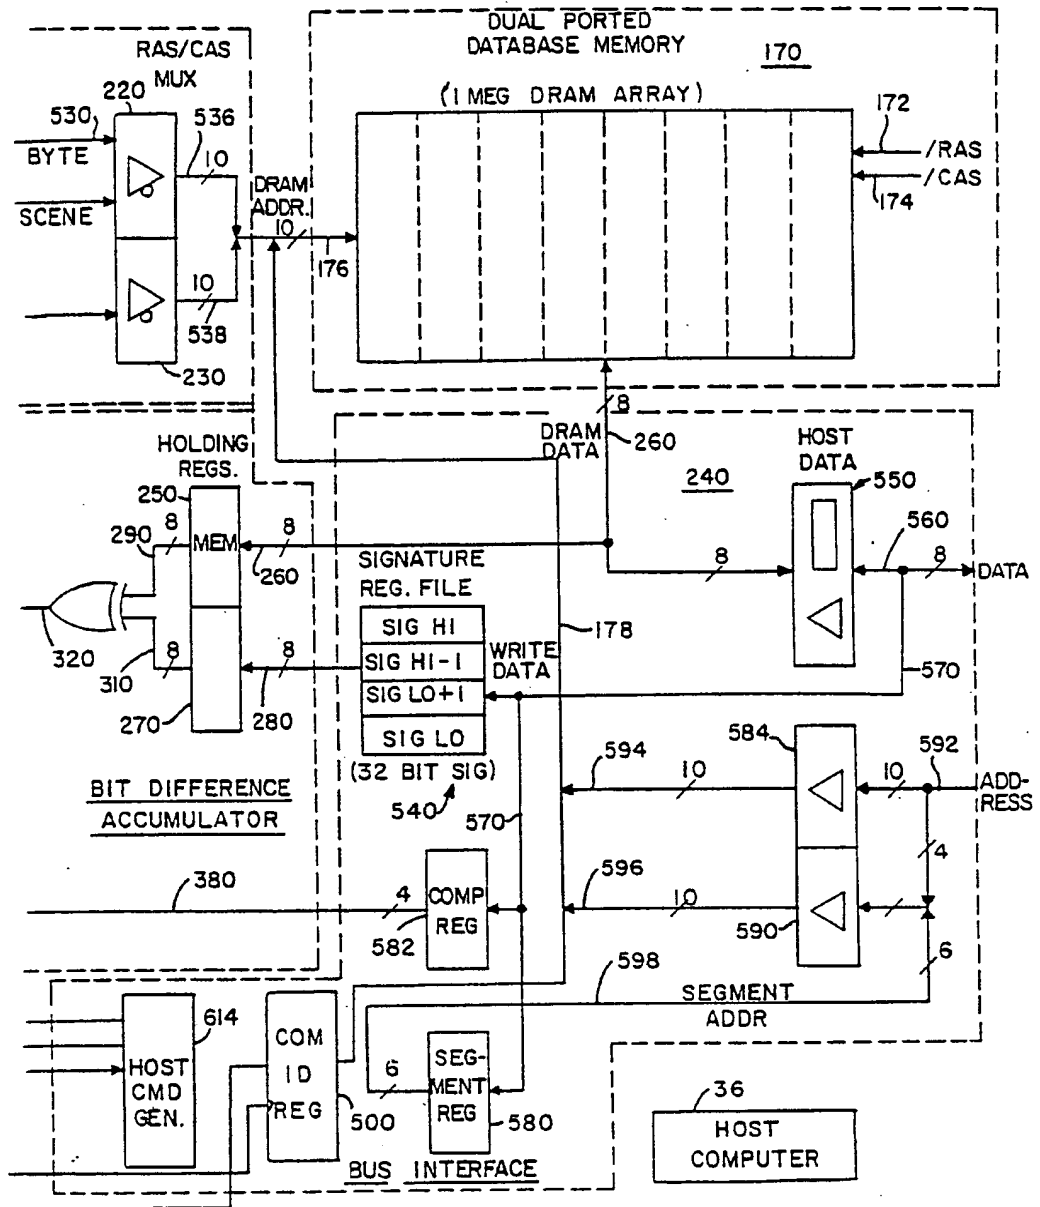 DUAL PORTED
DATABASE MEMORY
170
(1 MEG DRAM ARRAY)
RAS/CAS
MUX
220
530
536
BYTE
10
SCENE
DRAM
ADDR.
10
176
10
538
230
172
/RAS
/CAS
174
8
DRAM
DATA
260
240
HOST
DATA
550
560
8
8
DATA
HOLDING
REGS.
250
290
8
MEM
8
260
SIGNATURE
REG. FILE
SIG HI
SIG HI-1
SIG LO+1
SIG LO
(32 BIT SIG)
540
WRITE
DATA
178
570
320
310
8
8
280
270
BIT DIFFERENCE
ACCUMULATOR
570
594
10
584
10
592
ADD-
RESS
4
380
4
COMP
REG
582
596
10
590
6
598
SEGMENT
ADDR
614
HOST
CMD
GEN.
COM
ID
REG
500
6
SEG-
MENT
REG
580
BUS INTERFACE
36
HOST
COMPUTER